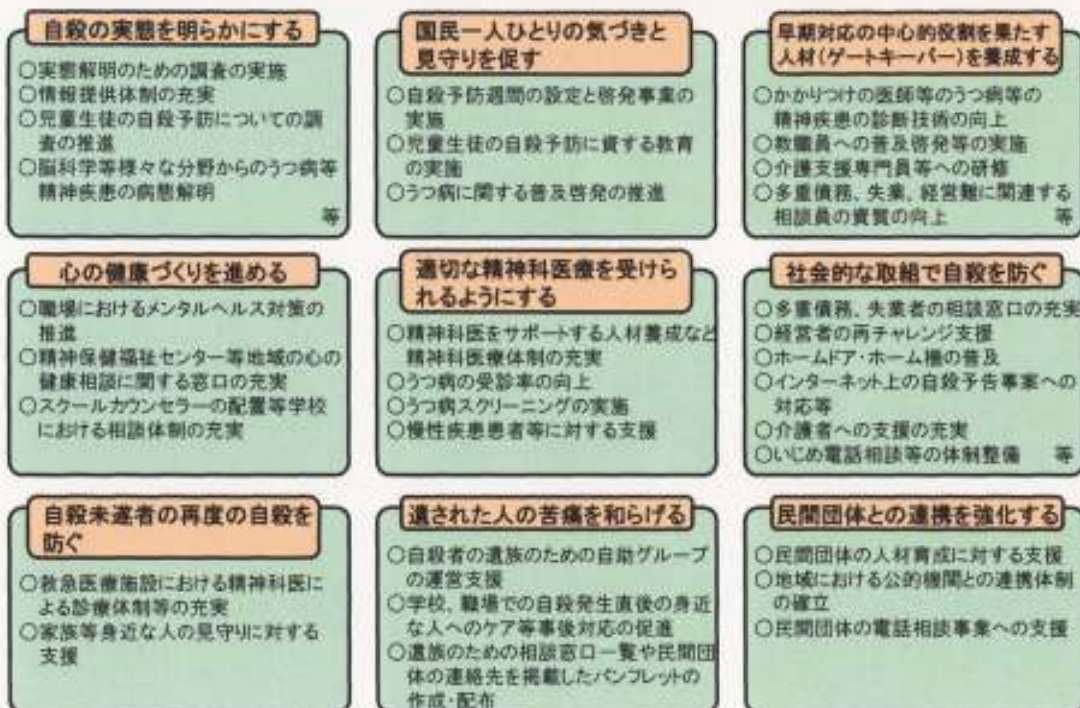 自殺の実態を明らかにする
○実態解明のための調査の実施
○情報提供体制の充実
○児童生徒の自殺予防についての調
査の推進
○脳科学等様々な分野からのうつ病等
精神疾患の病態解明
等
国民一人ひとりの気づきと
見守りを促す
○自殺予防週間の設定と啓発事業の
実施
○児童生徒の自殺予防に資する教育
の実施
○うつ病に関する普及啓発の推進
早期対応の中心的役割を果たす
人材(ゲートキーパー)を養成する
○かかりつけの医師等のうつ病等の
精神疾患の診断技術の向上
○教職員への普及啓発等の実施
○介護支援専門員等への研修
○多重債務、失業、経営難に関連する
相談員の資質の向上 等
心の健康づくりを進める
○職場におけるメンタルヘルス対策の
推進
○精神保健福祉センター等地域の心の
健康相談に関する窓口の充実
○スクールカウンセラーの配置等学校
における相談体制の充実
適切な精神科医療を受けら
れるようにする
○精神科医をサポートする人材養成など
精神科医療体制の充実
○うつ病の受診率の向上
○うつ病スクリーニングの実施
○慢性疾患患者等に対する支援
社会的な取組で自殺を防ぐ
○多重債務、失業者の相談窓口の充実
○経営者の再チャレンジ支援
○ホームドア・ホーム柵の普及
○インターネット上の自殺予告事案への
対応等
○介護者への支援の充実
○いじめ電話相談等の体制整備 等
自殺未遂者の再度の自殺を
防ぐ
○救急医療施設における精神科医に
よる診療体制等の充実
○家族等身近な人の見守りに対する
支援
遺された人の苦痛を和らげる
○自殺者の遺族のための自助グループ
の運営支援
○学校、職場での自殺発生直後の身近
な人へのケア等事後対応の促進
○遺族のための相談窓口一覧や民間団
体の連絡先を掲載したパンフレットの
作成・配布
民間団体との連携を強化する
○民間団体の人材育成に対する支援
○地域における公的機関との連携体制
の確立
○民間団体の電話相談事業への支援